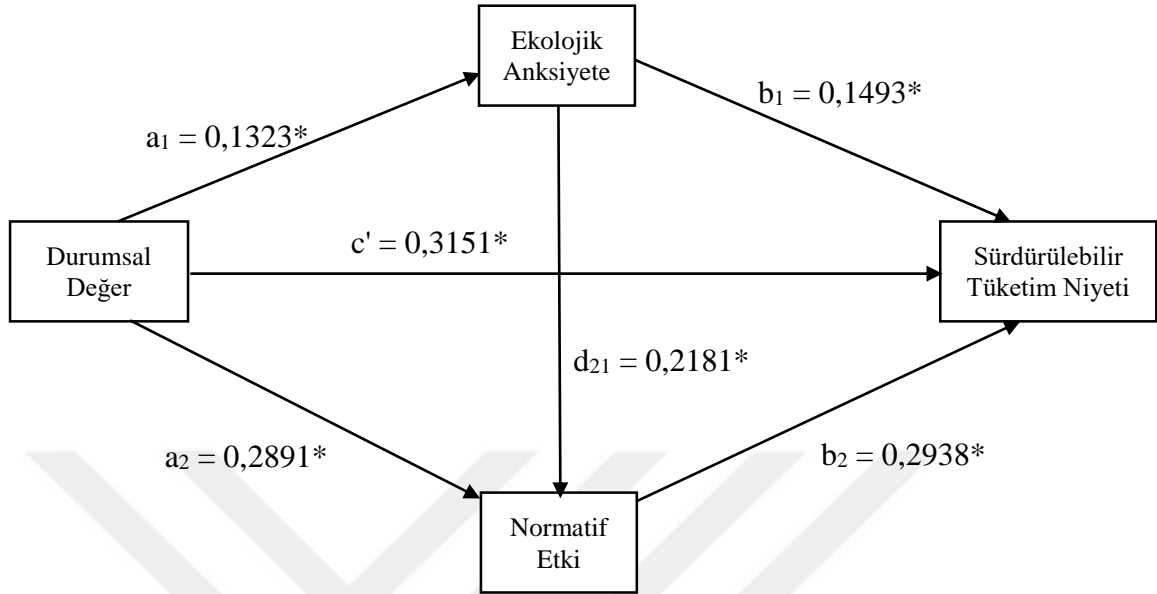 Ekolojik
Anksiyete
b₁ = 0,1493*
a₁ = 0,1323*
Durumsal
Değer
c' = 0,3151*
Sürdürülebilir
Tüketim Niyeti
d₂₁ = 0,2181*
a₂ = 0,2891*
b₂ = 0,2938*
Normatif
Etki